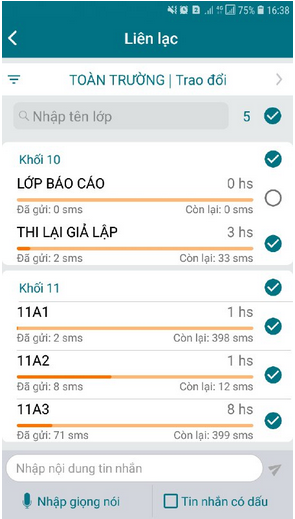 75% 16:38
Liên lạc
TOÀN TRƯỜNG | Trao đổi
Nhập tên lớp 5
Khối 10
LỚP BÁO CÁO 0 hs
Đã gửi: 0 sms Còn lại: 0 sms
THI LẠI GIẢ LẬP 3 hs
Đã gửi: 2 sms Còn lại: 33 sms
Khối 11
11A1 1 hs
Đã gửi: 2 sms Còn lại: 398 sms
11A2 1 hs
Đã gửi: 8 sms Còn lại: 12 sms
11A3 8 hs
Đã gửi: 71 sms Còn lại: 399 sms
Nhập nội dung tin nhắn
Nhập giọng nói Tin nhắn có dấu